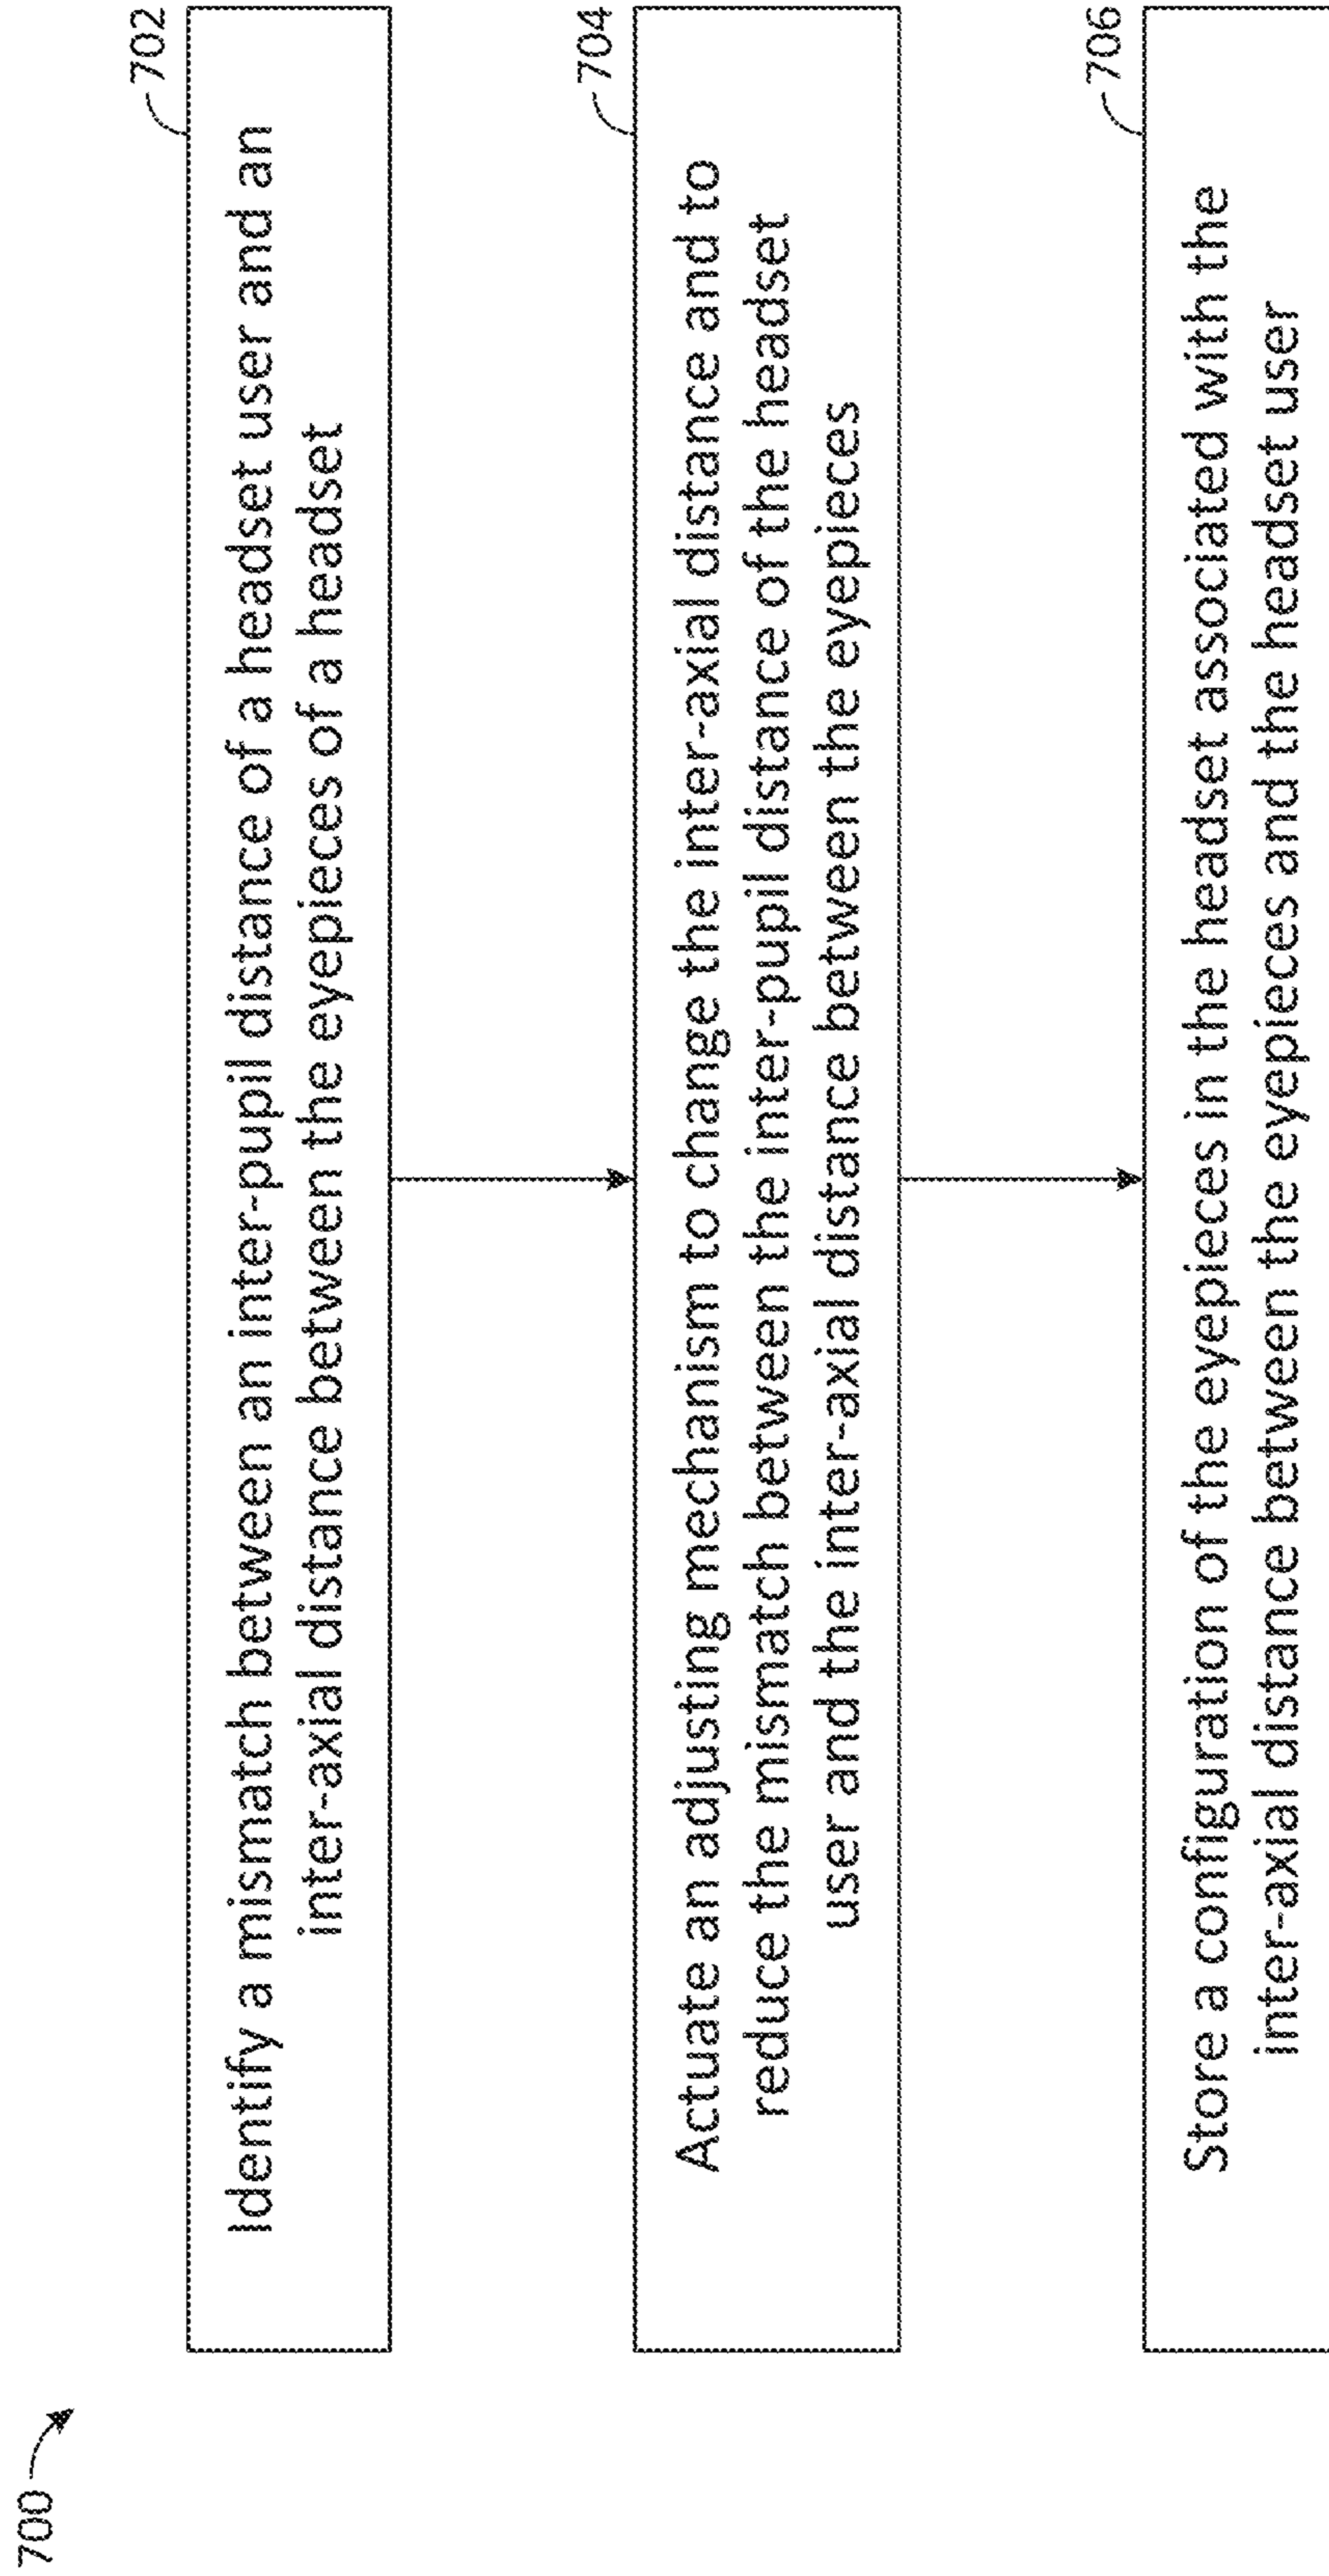 700
702
Identify a mismatch between an inter-pupil distance of a headset user and an
inter-axial distance between the eyepieces of a headset
704
Actuate an adjusting mechanism to change the inter-axial distance and to
reduce the mismatch between the inter-pupil distance of the headset
user and the inter-axial distance between the eyepieces
706
Store a configuration of the eyepieces in the headset associated with the
inter-axial distance between the eyepieces and the headset user